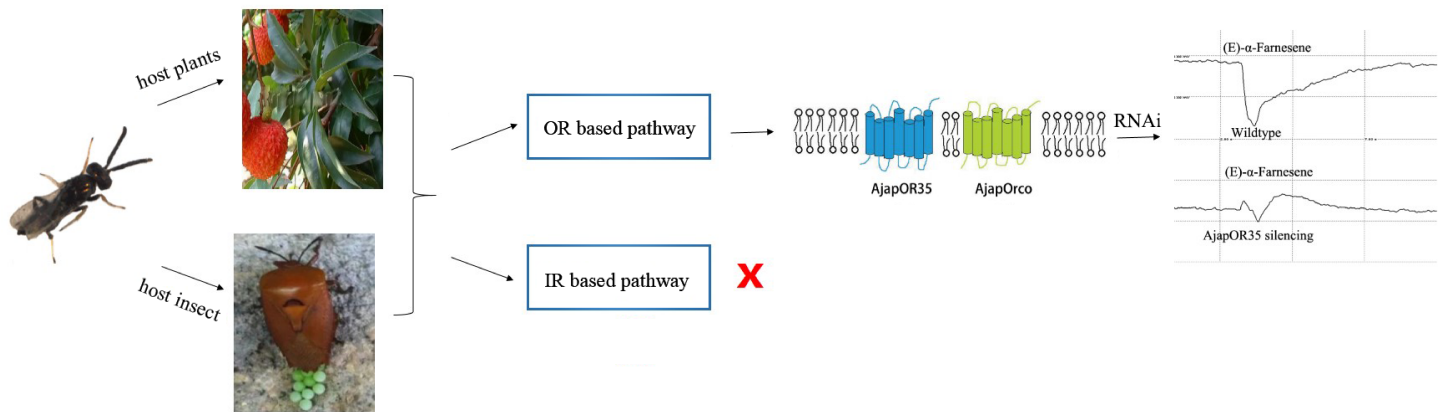 host plants
host insect
OR based pathway
IR based pathway
X
AjapOR35
AjapOrco
RNAi
(E)-α-Farnesene
Wildtype
(E)-α-Farnesene
AjapOR35 silencing